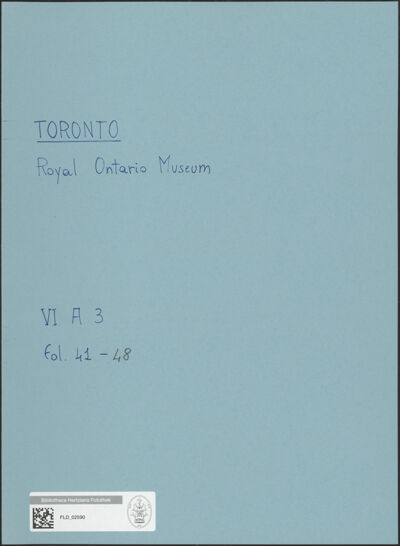 TORONTO
Royal Ontario Museum
VI A 3
fol. 41 - 48
Bibliotheca Hertziana Fotothek
FLD_02590